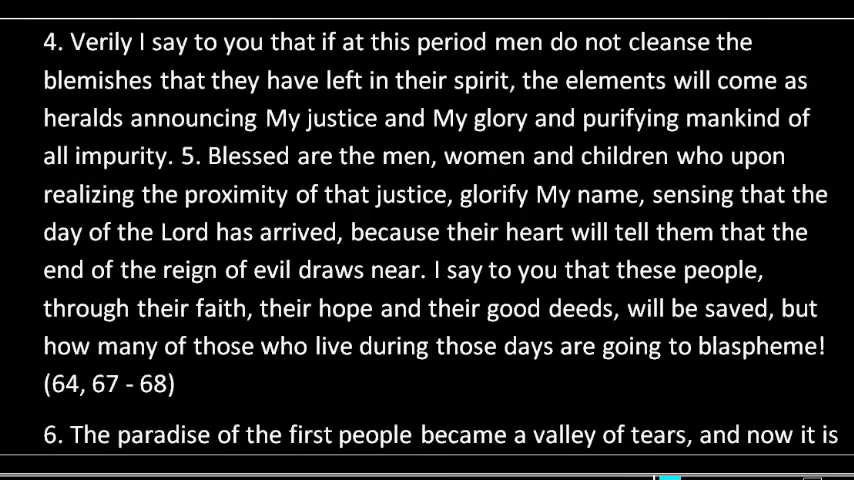 4. Verily I say to you that if at this period men do not cleanse the
blemishes that they have left in their spirit, the elements will come as
heralds announcing My justice and My glory and purifying mankind of
all impurity. 5. Blessed are the men, women and children who upon
realizing the proximity of that justice, glorify My name, sensing that the
day of the Lord has arrived, because their heart will tell them that the
end of the reign of evil draws near. I say to you that these people,
through their faith, their hope and their good deeds, will be saved, but
how many of those who live during those days are going to blaspheme!
(64, 67 - 68)
6. The paradise of the first people became a valley of tears, and now it is